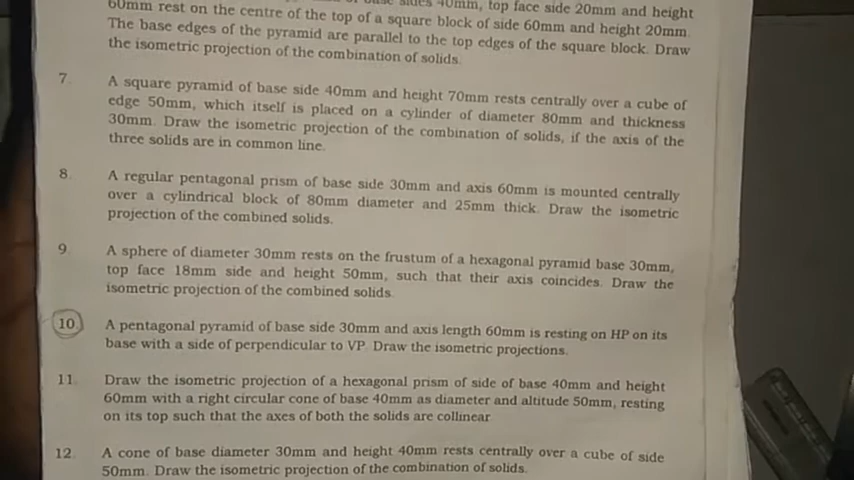 sides 40mm, top face side 20mm and height
60mm rest on the centre of the top of a square block of side 60mm and height 20mm.
The base edges of the pyramid are parallel to the top edges of the square block. Draw
the isometric projection of the combination of solids.
7. A square pyramid of base side 40mm and height 70mm rests centrally over a cube of
edge 50mm, which itself is placed on a cylinder of diameter 80mm and thickness
30mm. Draw the isometric projection of the combination of solids, if the axis of the
three solids are in common line.
8. A regular pentagonal prism of base side 30mm and axis 60mm is mounted centrally
over a cylindrical block of 80mm diameter and 25mm thick. Draw the isometric
projection of the combined solids.
9. A sphere of diameter 30mm rests on the frustum of a hexagonal pyramid base 30mm,
top face 18mm side and height 50mm, such that their axis coincides. Draw the
isometric projection of the combined solids.
10. A pentagonal pyramid of base side 30mm and axis length 60mm is resting on HP on its
base with a side of perpendicular to VP. Draw the isometric projections.
11. Draw the isometric projection of a hexagonal prism of side of base 40mm and height
60mm with a right circular cone of base 40mm as diameter and altitude 50mm, resting
on its top such that the axes of both the solids are collinear
12. A cone of base diameter 30mm and height 40mm rests centrally over a cube of side
50mm. Draw the isometric projection of the combination of solids.